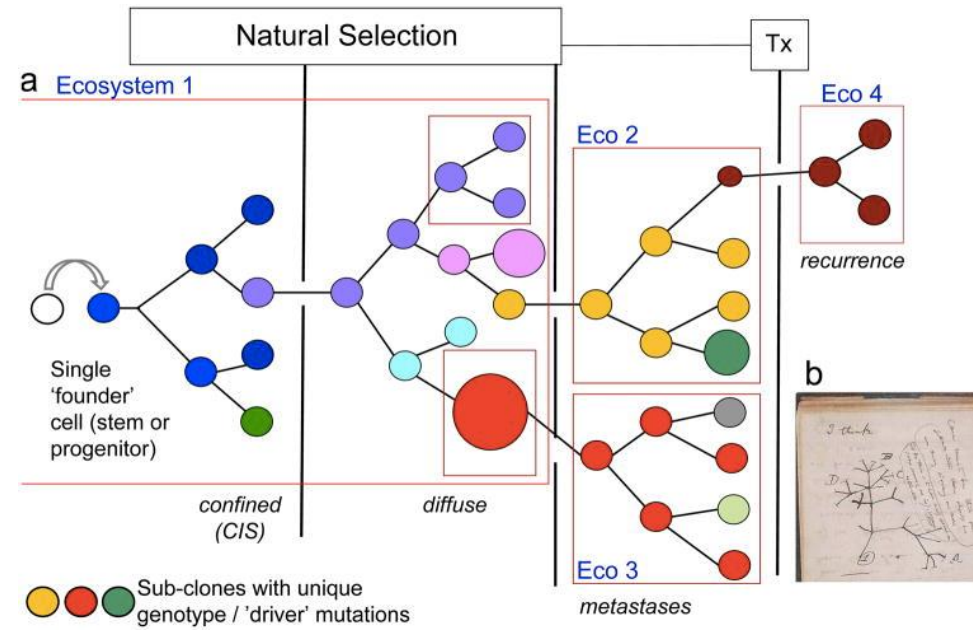 Natural Selection
Tx
a
Ecosystem 1
Eco 4
Eco 2
recurrence
Single
'founder'
cell (stem or
progenitor)
b
I think
B
D
C
A
1
confined
(CIS)
diffuse
Eco 3
metastases
Sub-clones with unique
genotype / 'driver' mutations